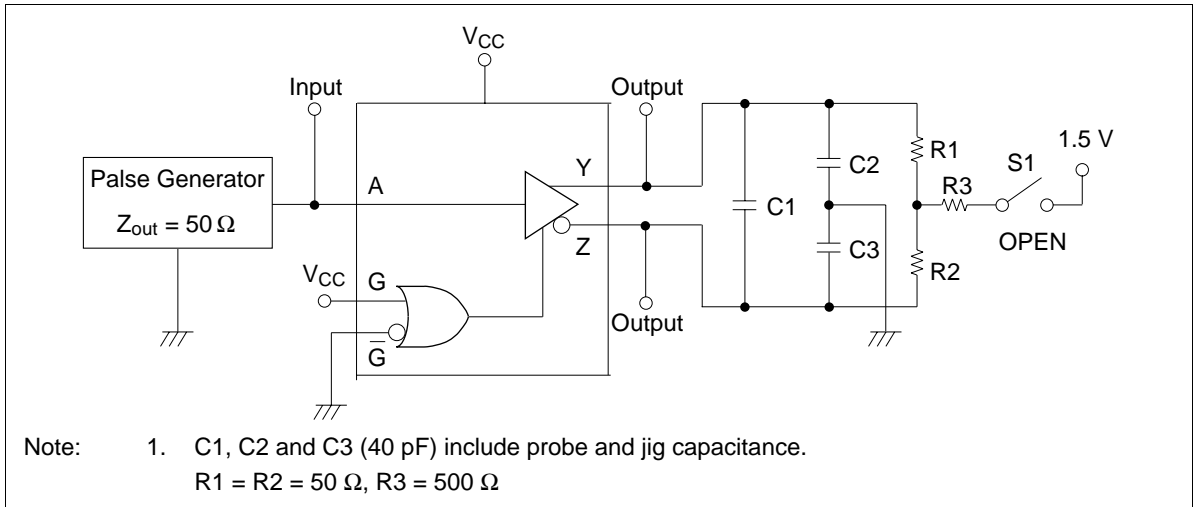 VCC
Input
Output
1.5 V
Palse Generator
Zout = 50 Ω
A
Y
Z
C1
C2
C3
R1
R2
R3
S1
OPEN
VCC
G
G̅
Output
Note: 1. C1, C2 and C3 (40 pF) include probe and jig capacitance.
R1 = R2 = 50 Ω, R3 = 500 Ω